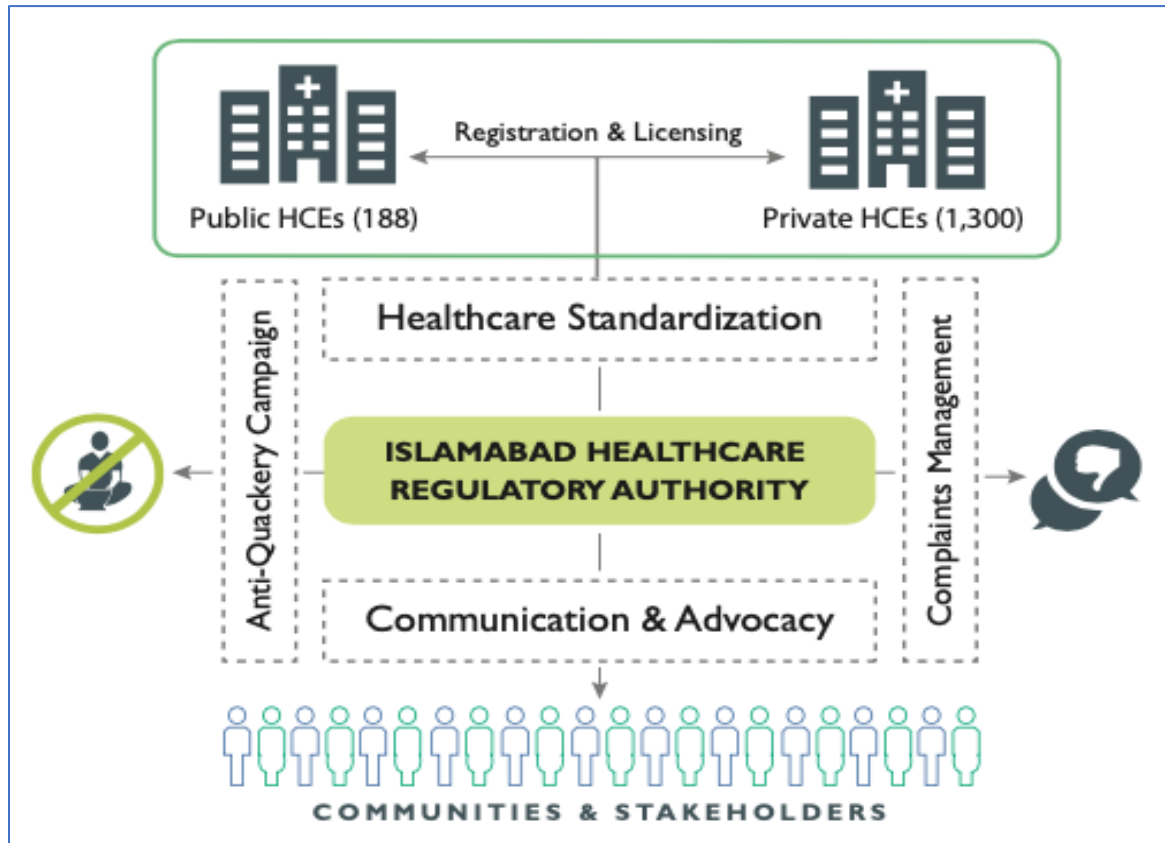 Registration & Licensing
Public HCEs (188)
Private HCEs (1,300)
Healthcare Standardization
Anti-Quackery Campaign
ISLAMABAD HEALTHCARE
REGULATORY AUTHORITY
Complaints Management
Communication & Advocacy
COMMUNITIES & STAKEHOLDERS